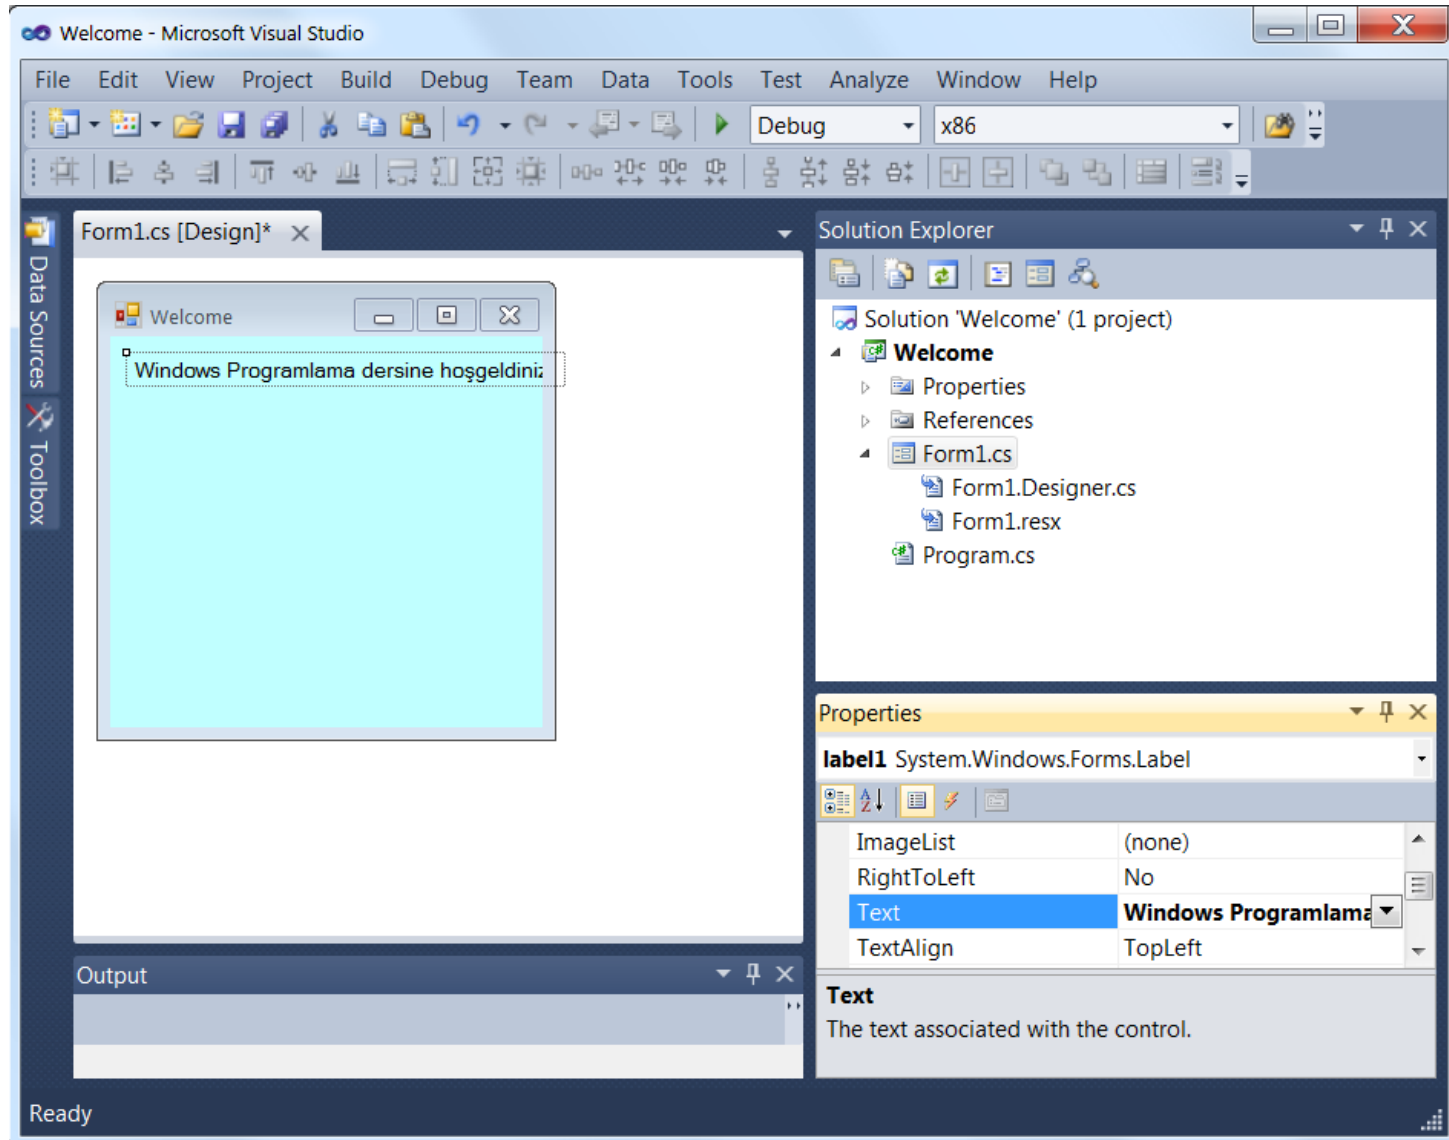 Welcome - Microsoft Visual Studio
File Edit View Project Build Debug Team Data Tools Test Analyze Window Help
Debug x86
Form1.cs [Design]*
Data Sources
Toolbox
Welcome
Windows Programlama dersine hoşgeldiniz
Solution Explorer
Solution 'Welcome' (1 project)
Welcome
Properties
References
Form1.cs
Form1.Designer.cs
Form1.resx
Program.cs
Properties
label1 System.Windows.Forms.Label
ImageList (none)
RightToLeft No
Text Windows Programlama
TextAlign TopLeft
Text
The text associated with the control.
Output
Ready